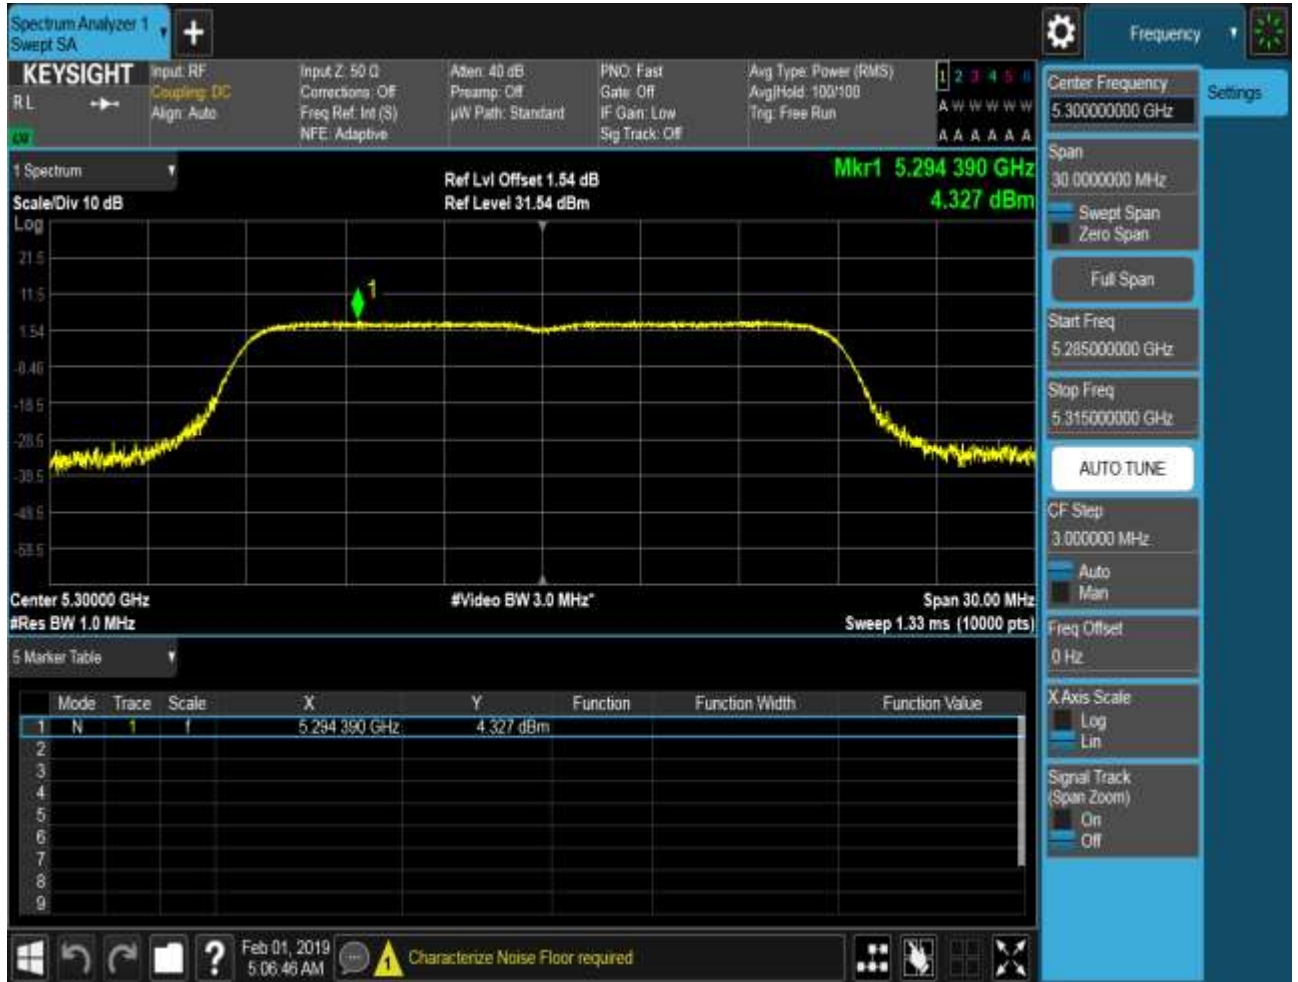 Spectrum Analyzer 1
Swept SA
Frequency
KEYSIGHT
Input: RF
Coupling: DC
Align: Auto
Input Z: 50 Ω
Corrections: Off
Freq Ref: Int (S)
NFE: Adaptive
Atten: 40 dB
Preamp: Off
µW Path: Standard
PNO: Fast
Gate: Off
IF Gain: Low
Sig Track: Off
Avg Type: Power (RMS)
Avg|Hold: 100/100
Trig: Free Run
1 2 3 4 5 6
A W W W W W
A A A A A A
R L
1 Spectrum
Scale/Div 10 dB
Ref Lvl Offset 1.54 dB
Ref Level 31.54 dBm
Mkr1 5.294 390 GHz
4.327 dBm
Log
21.5
11.5
1.54
-8.46
-18.5
-28.5
-38.5
-48.5
-58.5
1
Center 5.30000 GHz
#Res BW 1.0 MHz
#Video BW 3.0 MHz*
Span 30.00 MHz
Sweep 1.33 ms (10000 pts)
5 Marker Table
Mode Trace Scale X Y Function Function Width Function Value
1 N 1 f 5.294 390 GHz 4.327 dBm
2
3
4
5
6
7
8
9
Feb 01, 2019
5:06:46 AM
1
Characterize Noise Floor required
Settings
Center Frequency
5.300000000 GHz
Span
30.0000000 MHz
Swept Span
Zero Span
Full Span
Start Freq
5.285000000 GHz
Stop Freq
5.315000000 GHz
AUTO TUNE
CF Step
3.000000 MHz
Auto
Man
Freq Offset
0 Hz
X Axis Scale
Log
Lin
Signal Track
(Span Zoom)
On
Off